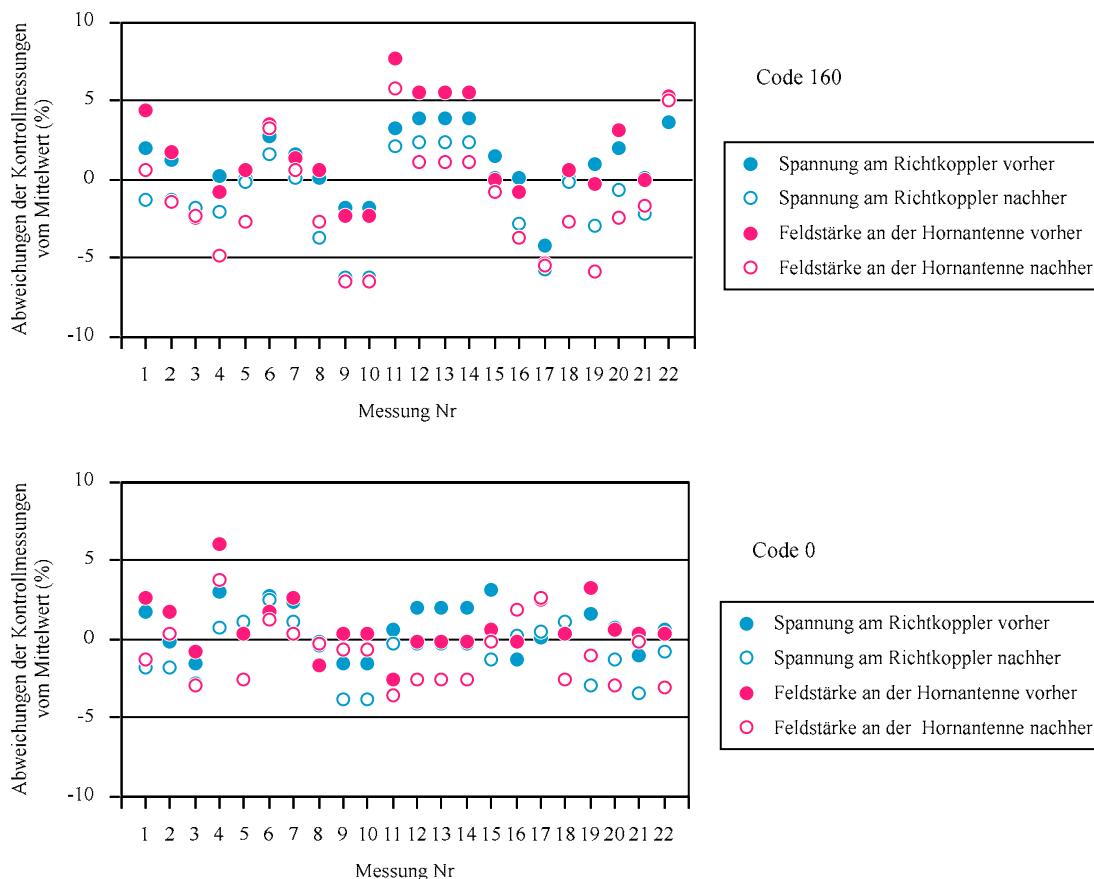 Abweichungen der Kontrollmessungen
vom Mittelwert (%)
10
5
0
-5
-10
1 2 3 4 5 6 7 8 9 10 11 12 13 14 15 16 17 18 19 20 21 22
Messung Nr
Code 160
Spannung am Richtkoppler vorher
Spannung am Richtkoppler nachher
Feldstärke an der Hornantenne vorher
Feldstärke an der Hornantenne nachher
Abweichungen der Kontrollmessungen
vom Mittelwert (%)
10
5
0
-5
-10
1 2 3 4 5 6 7 8 9 10 11 12 13 14 15 16 17 18 19 20 21 22
Messung Nr
Code 0
Spannung am Richtkoppler vorher
Spannung am Richtkoppler nachher
Feldstärke an der Hornantenne vorher
Feldstärke an der Hornantenne nachher